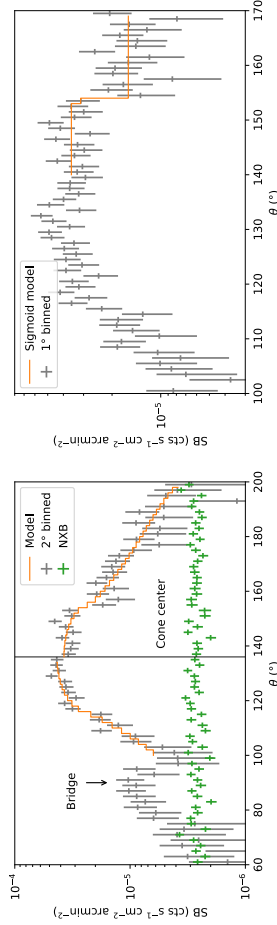 SB (cts s⁻¹ cm⁻² arcmin⁻²)
10⁻⁴
10⁻⁵
10⁻⁶
Model
2° binned
NXB
Bridge
Cone center
60 80 100 120 140 160 180 200
θ (°)
SB (cts s⁻¹ cm⁻² arcmin⁻²)
10⁻⁵
Sigmoid model
1° binned
100 110 120 130 140 150 160 170
θ (°)